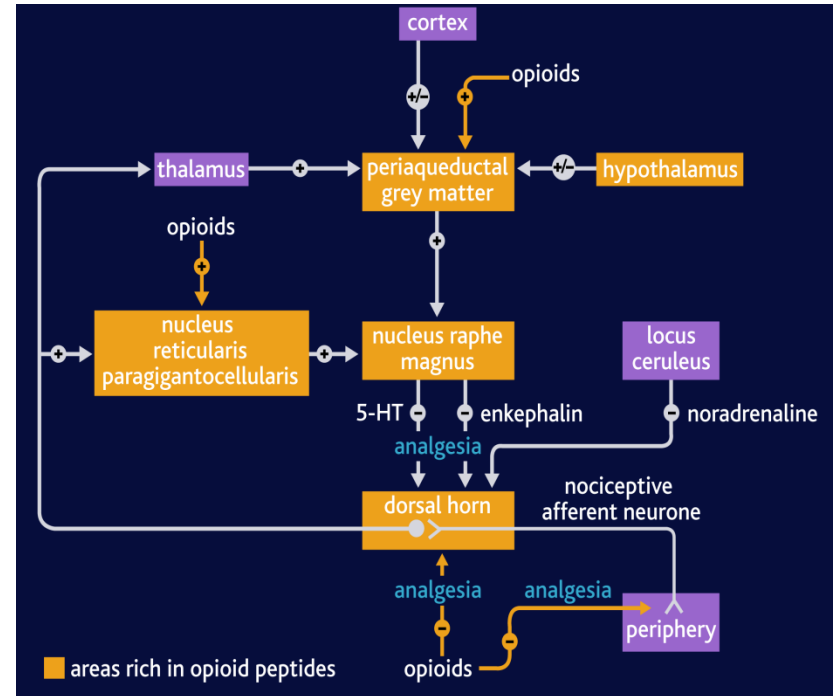 cortex
opioids
+/-
+
thalamus
+
periaqueductal
grey matter
+/-
hypothalamus
opioids
+
+
nucleus
reticularis
paragigantocellularis
+
+
nucleus raphe
magnus
locus
ceruleus
5-HT
-
-
enkephalin
-
noradrenaline
analgesia
dorsal horn
nociceptive
afferent neurone
analgesia
analgesia
-
-
periphery
opioids
areas rich in opioid peptides